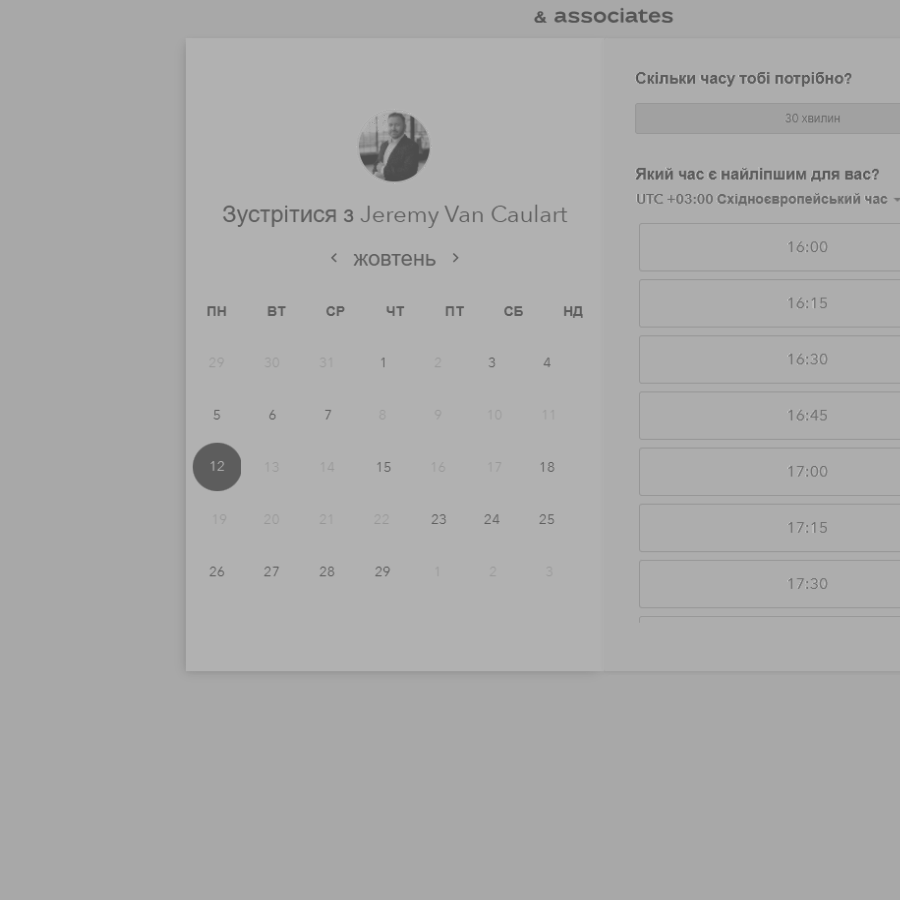 & associates
Зустрітися з Jeremy Van Caulart
жовтень
ПН ВТ СР ЧТ ПТ СБ НД
29 30 31 1 2 3 4
5 6 7 8 9 10 11
12 13 14 15 16 17 18
19 20 21 22 23 24 25
26 27 28 29 1 2 3
Скільки часу тобі потрібно?
30 хвилин
Який час є найліпшим для вас?
UTC +03:00 Східноєвропейський час
16:00
16:15
16:30
16:45
17:00
17:15
17:30